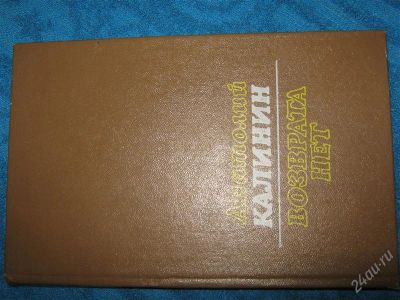 Анатолий
КАЛИНИН
ВОЗВРАТА
НЕТ
24au.ru